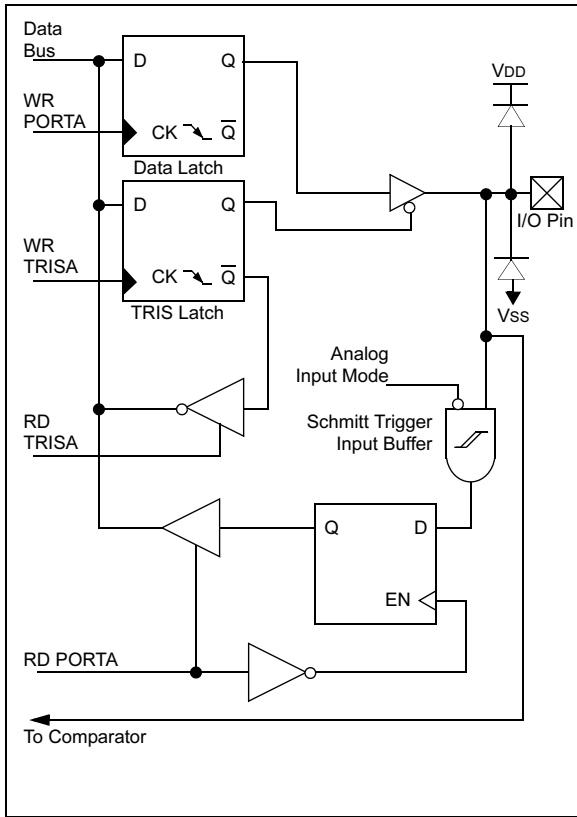 Data
Bus
D
Q
VDD
WR
PORTA
CK
Q̅
Data Latch
D
Q
I/O Pin
WR
TRISA
CK
Q̅
VSS
TRIS Latch
Analog
Input Mode
RD
TRISA
Schmitt Trigger
Input Buffer
Q
D
EN
RD PORTA
To Comparator